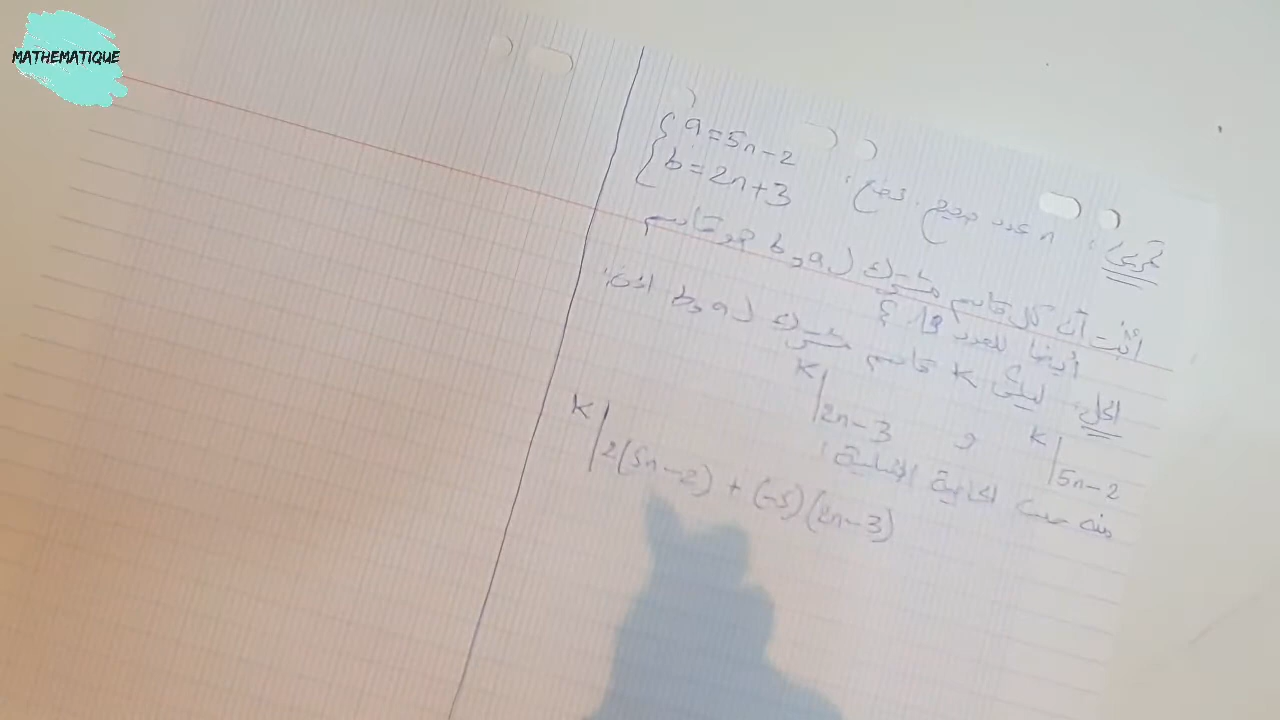 MATHEMATIQUE
تمرين: n عدد صحيح. نضع: { a = 5n-2
b = 2n+3
أثبت أن كل قاسم مشترك لـ a و b هو قاسم
أيضا للعدد 19 ؟
الحل: ليكن K قاسم مشترك لـ a و b اذن:
K | 5n-2 و K | 2n-3
منه حسب الخاصية الأساسية:
K | 2(5n-2) + (-5)(2n-3)